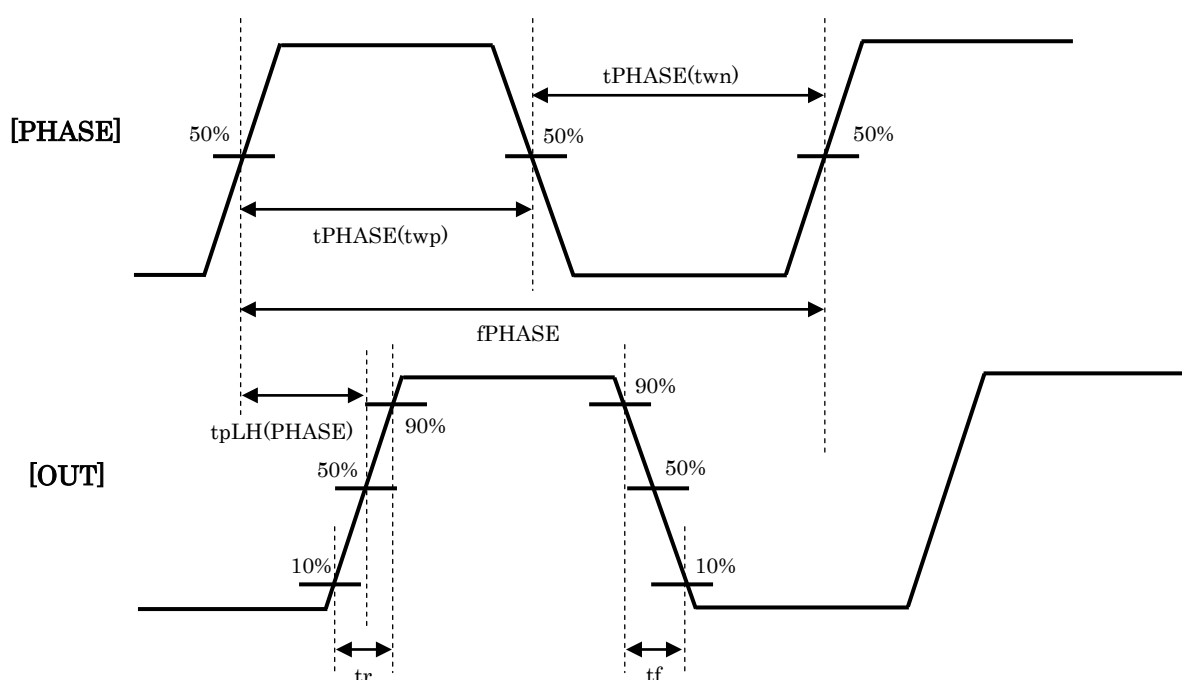 tPHASE(twn)
[PHASE]
50%
50%
50%
tPHASE(twp)
fPHASE
90%
tpLH(PHASE)
90%
[OUT]
50%
50%
10%
10%
tr
tf